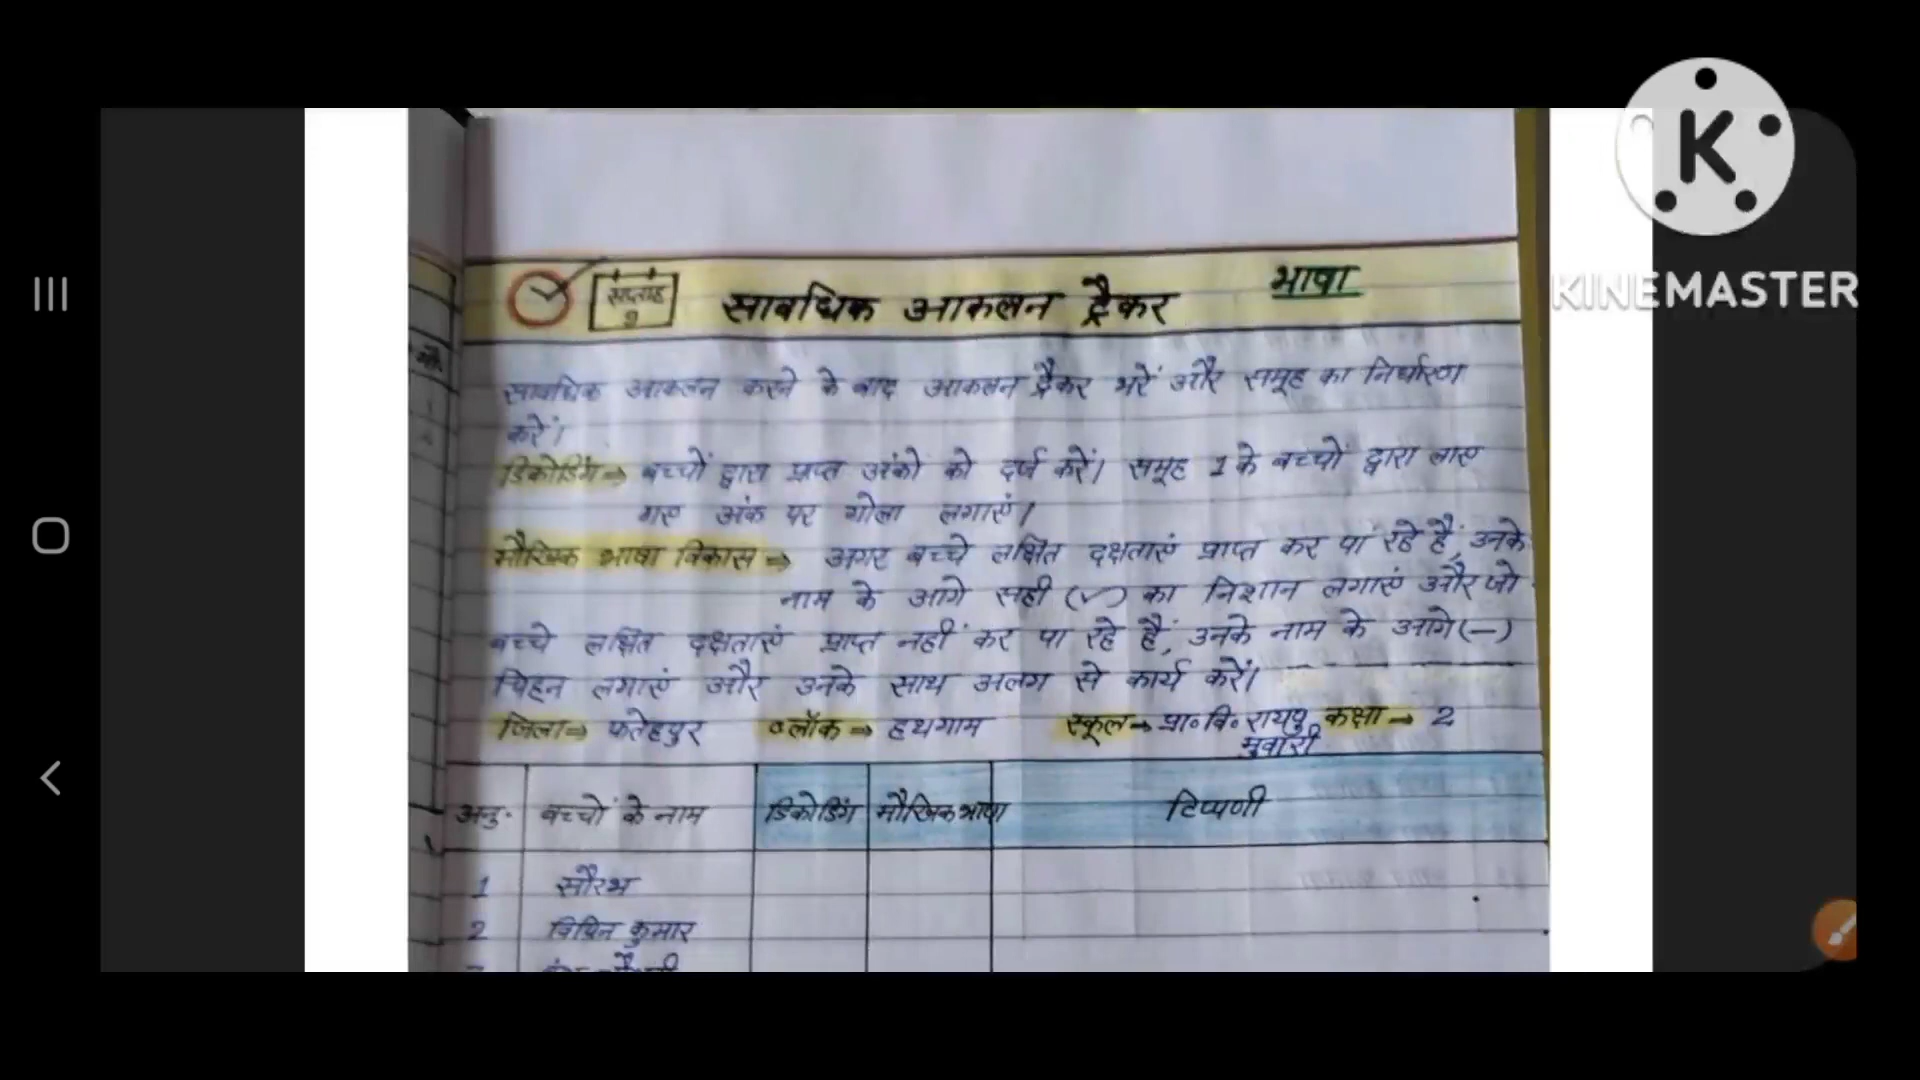 KINEMASTER
सप्ताह
9
सावधिक आकलन ट्रैकर
भाषा
सावधिक आकलन करने के बाद आकलन ट्रैकर भरें और समूह का निर्धारण
करें।
डिकोडिंग⇒ बच्चों द्वारा प्राप्त अंको को दर्ज करें। समूह 1 के बच्चों द्वारा लाए
गए अंक पर गोला लगाएं।
मौखिक भाषा विकास ⇒ अगर बच्चे लक्षित दक्षताएं प्राप्त कर पा रहे हैं, उनके
नाम के आगे सही (✓) का निशान लगाएं और जो
बच्चे लक्षित दक्षताएं प्राप्त नहीं कर पा रहे हैं, उनके नाम के आगे (–)
चिहन लगाएं और उनके साथ अलग से कार्य करें।
जिला⇒ फतेहपुर ब्लॉक ⇒ हथगाम स्कूल→ प्रा॰ वि॰ रायपु कक्षा → 2
मुवारी
अनु॰ बच्चों के नाम डिकोडिंग मौखिक भाषा टिप्पणी
1 सौरभ
2 विपिन कुमार